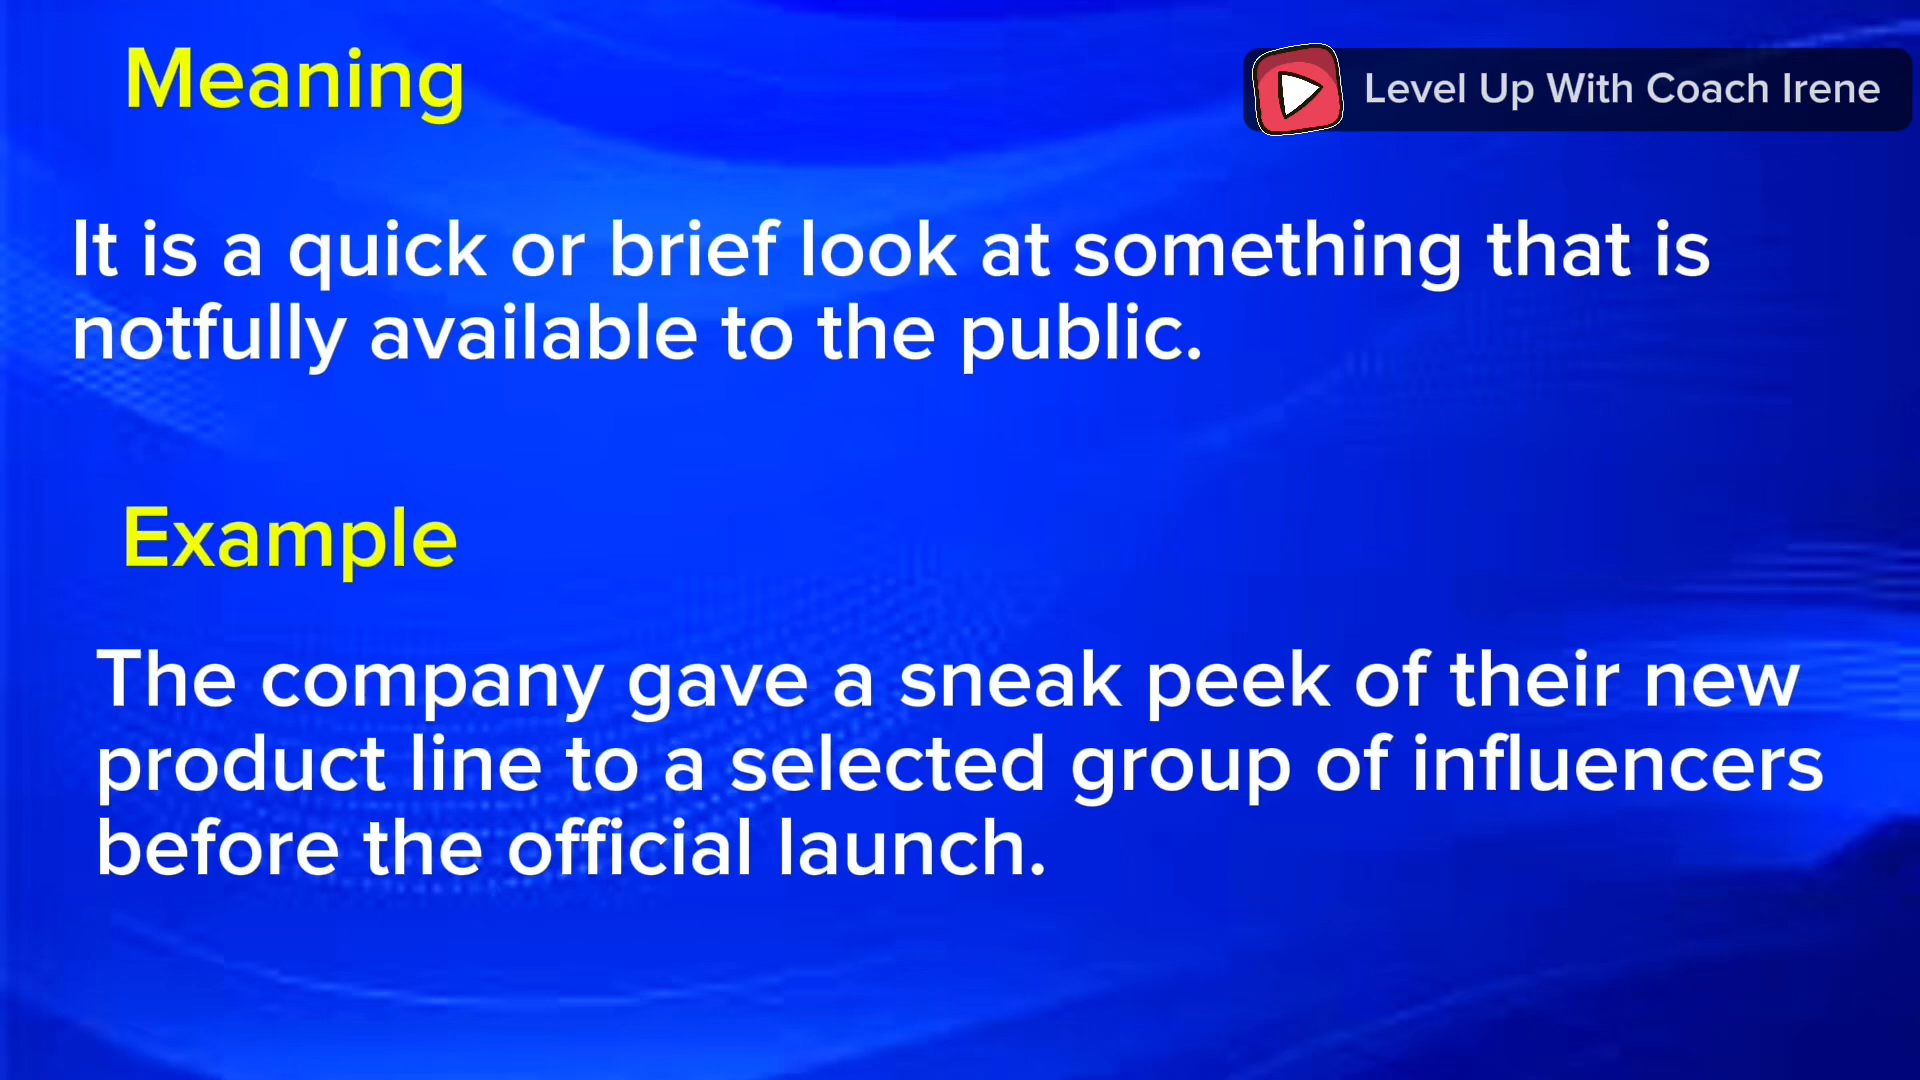 Meaning
Level Up With Coach Irene
It is a quick or brief look at something that is
notfully available to the public.
Example
The company gave a sneak peek of their new
product line to a selected group of influencers
before the official launch.